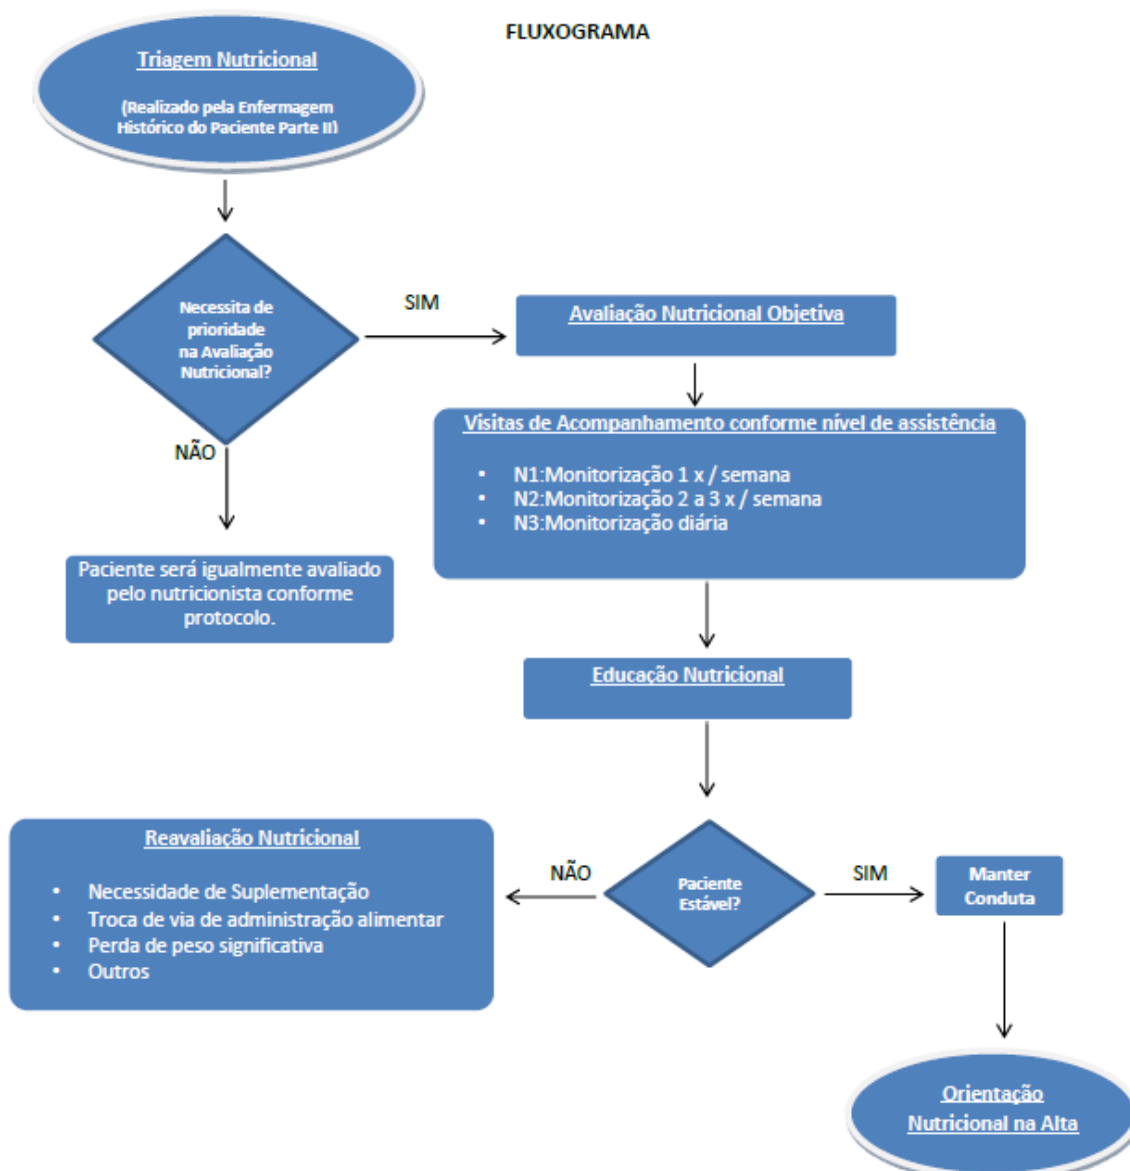 FLUXOGRAMA
Triagem Nutricional
(Realizado pela Enfermagem
Histórico do Paciente Parte II)
Necessita de
prioridade
na Avaliação
Nutricional?
SIM
Avaliação Nutricional Objetiva
Visitas de Acompanhamento conforme nível de assistência
• N1:Monitorização 1 x / semana
• N2:Monitorização 2 a 3 x / semana
• N3:Monitorização diária
NÃO
Paciente será igualmente avaliado
pelo nutricionista conforme
protocolo.
Educação Nutricional
Paciente
Estável?
NÃO
Reavaliação Nutricional
• Necessidade de Suplementação
• Troca de via de administração alimentar
• Perda de peso significativa
• Outros
SIM
Manter
Conduta
Orientação
Nutricional na Alta